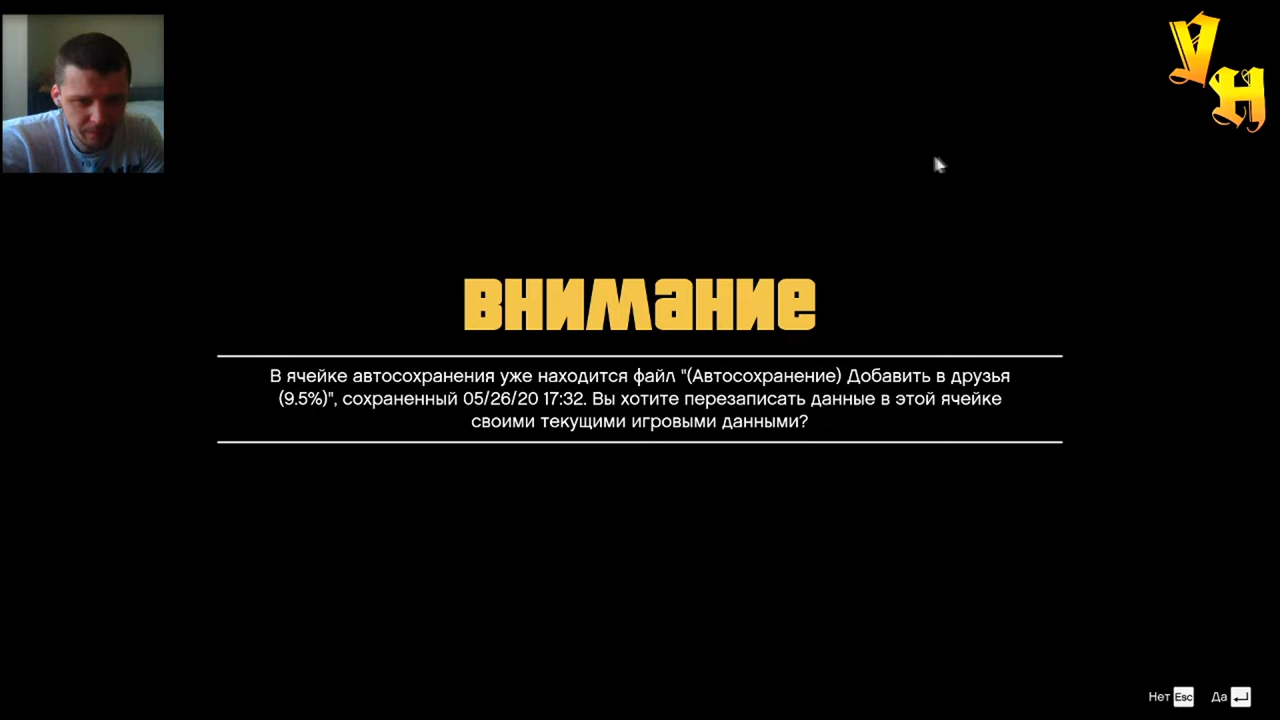 УН
внимание
В ячейке автосохранения уже находится файл "(Автосохранение) Добавить в друзья
(9.5%)", сохраненный 05/26/20 17:32. Вы хотите перезаписать данные в этой ячейке
своими текущими игровыми данными?
Нет Esc Да